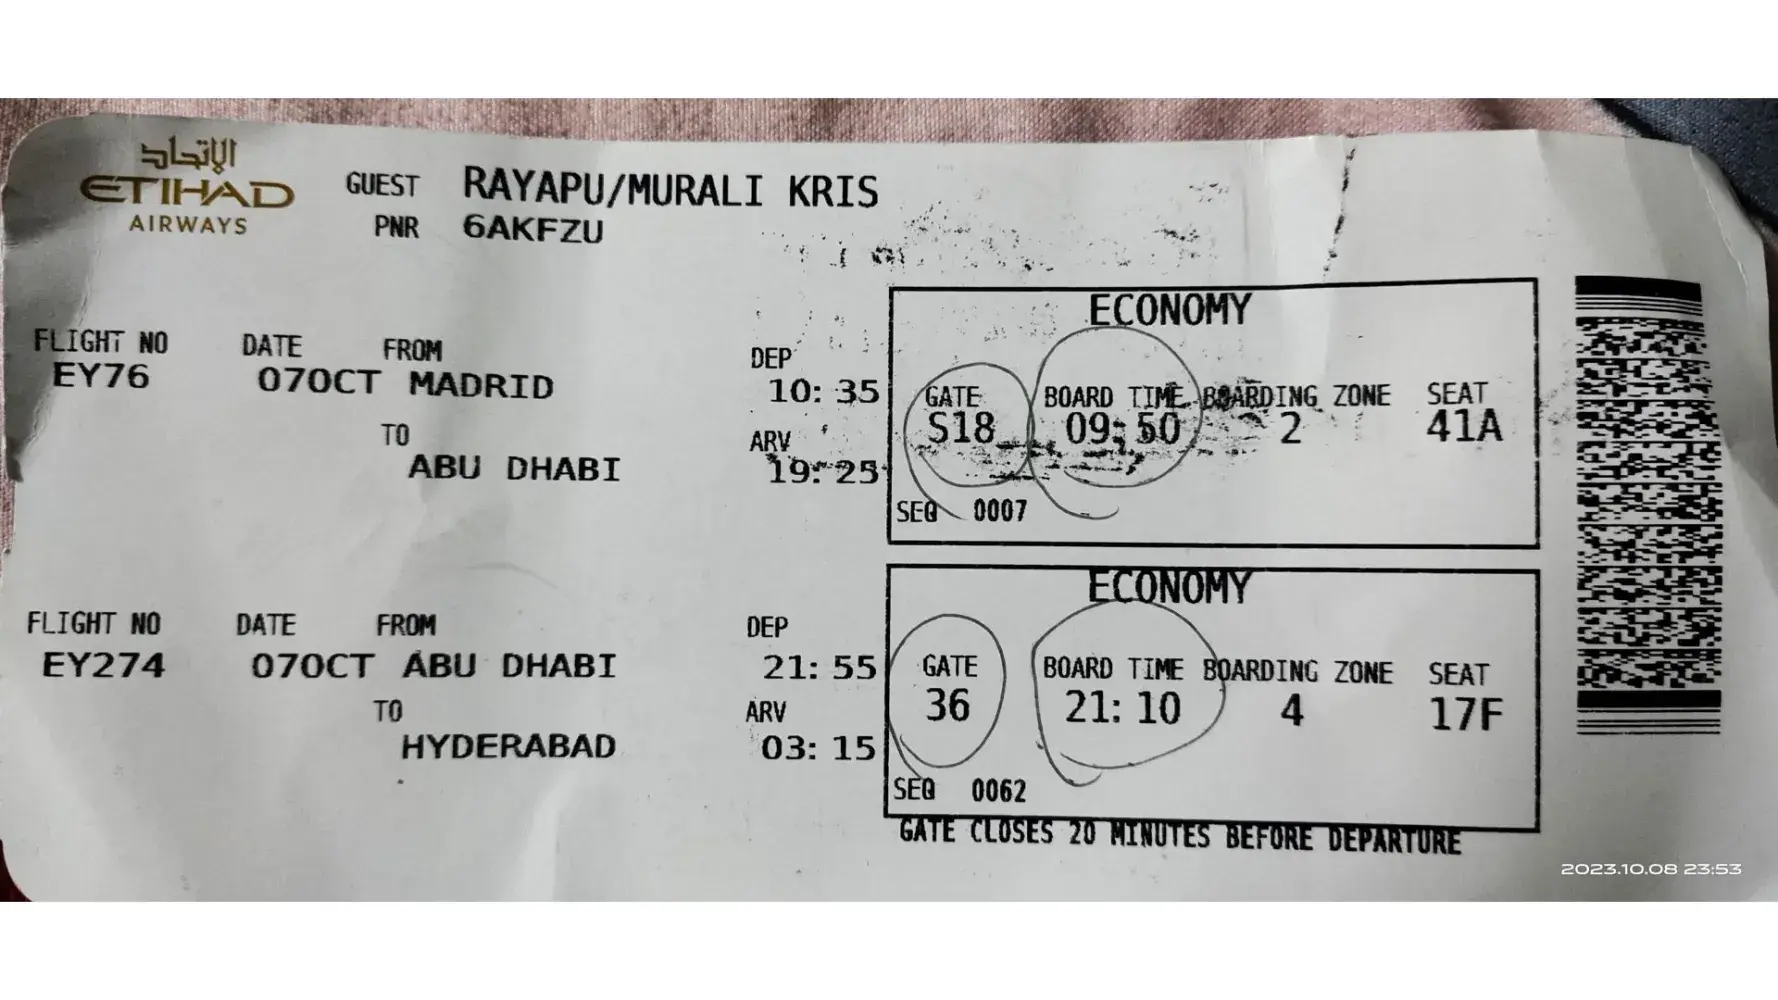 الإتحاد
ETIHAD
AIRWAYS
GUEST RAYAPU/MURALI KRIS
PNR 6AKFZU
FLIGHT NO DATE FROM DEP
EY76 07OCT MADRID 10: 35
TO ARV
ABU DHABI 19: 25
ECONOMY
GATE BOARD TIME BOARDING ZONE SEAT
S18 09: 50 2 41A
SEQ 0007
FLIGHT NO DATE FROM DEP
EY274 07OCT ABU DHABI 21: 55
TO ARV
HYDERABAD 03: 15
ECONOMY
GATE BOARD TIME BOARDING ZONE SEAT
36 21: 10 4 17F
SEQ 0062
GATE CLOSES 20 MINUTES BEFORE DEPARTURE
2023.10.08 23:53